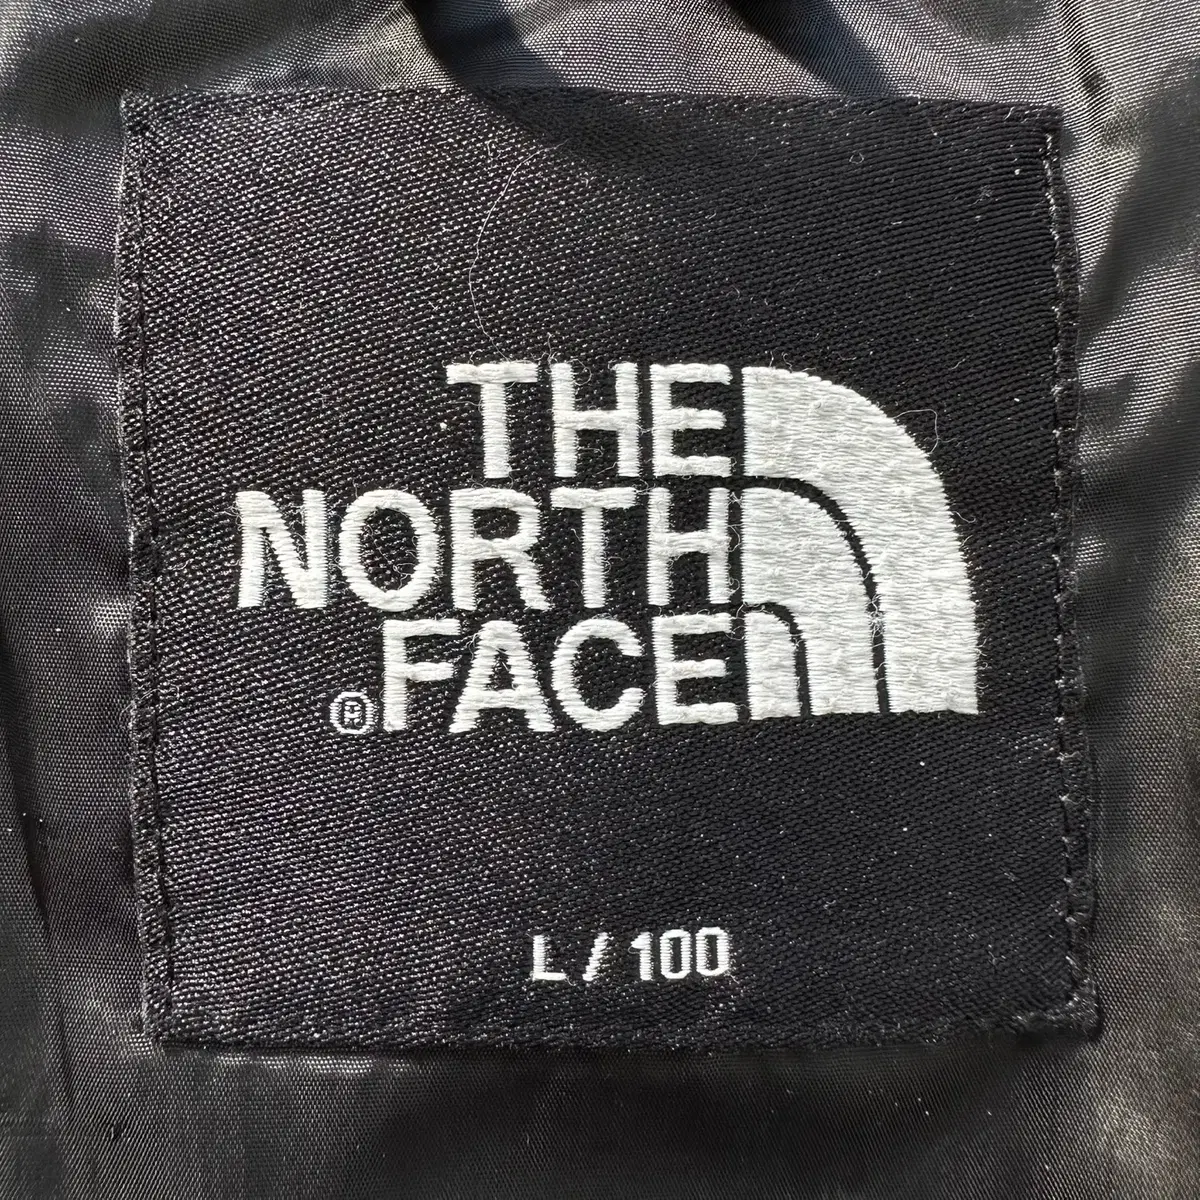 THE
NORTH
®FACE
L / 100